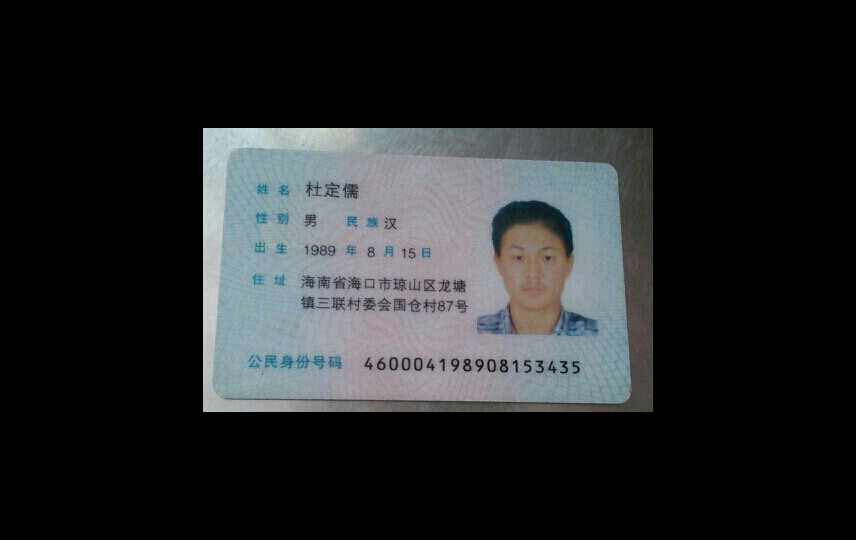 姓名 杜定儒
性别 男 民族 汉
出生 1989 年 8 月 15 日
住址 海南省海口市琼山区龙塘
镇三联村委会国仓村87号
公民身份号码 460004198908153435